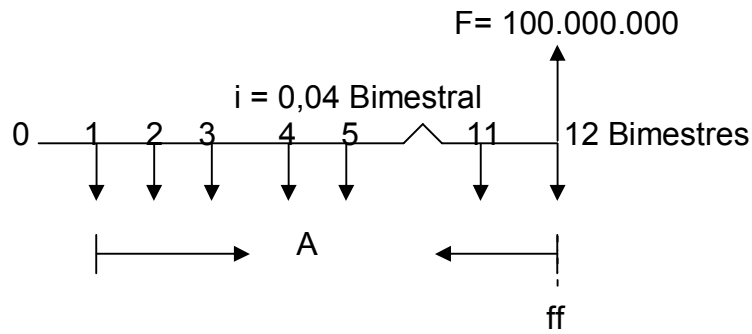 F= 100.000.000
i = 0,04 Bimestral
0 1 2 3 4 5 11 12 Bimestres
A
ff